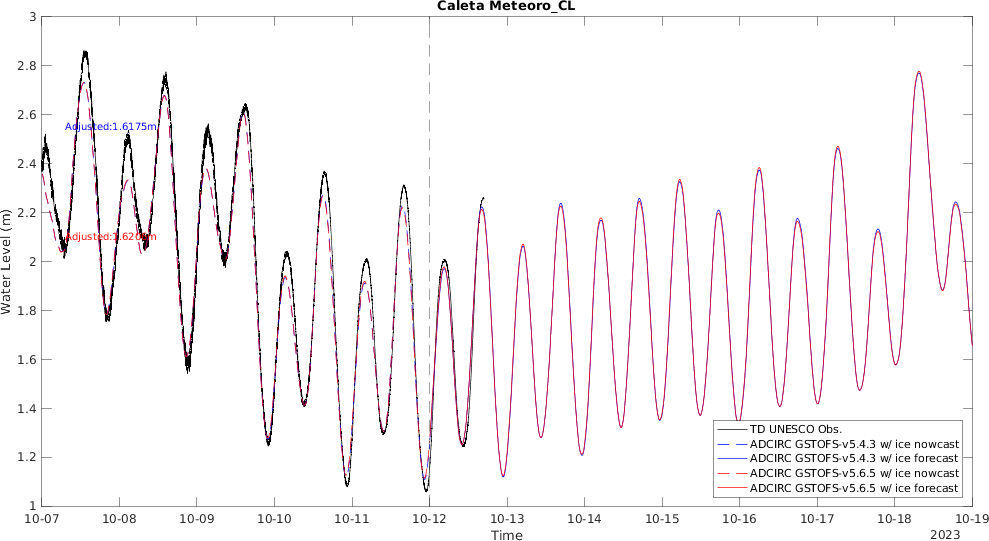 Caleta Meteoro_CL
3
2.8
2.6
2.4
2.2
2
1.8
1.6
1.4
1.2
1
Water Level (m)
Adjusted:1.6175m
TD UNESCO Obs.
ADCIRC GSTOFS-v5.4.3 w/ ice nowcast
ADCIRC GSTOFS-v5.4.3 w/ ice forecast
ADCIRC GSTOFS-v5.6.5 w/ ice nowcast
ADCIRC GSTOFS-v5.6.5 w/ ice forecast
10-07 10-08 10-09 10-10 10-11 10-12 10-13 10-14 10-15 10-16 10-17 10-18 10-19
Time
2023